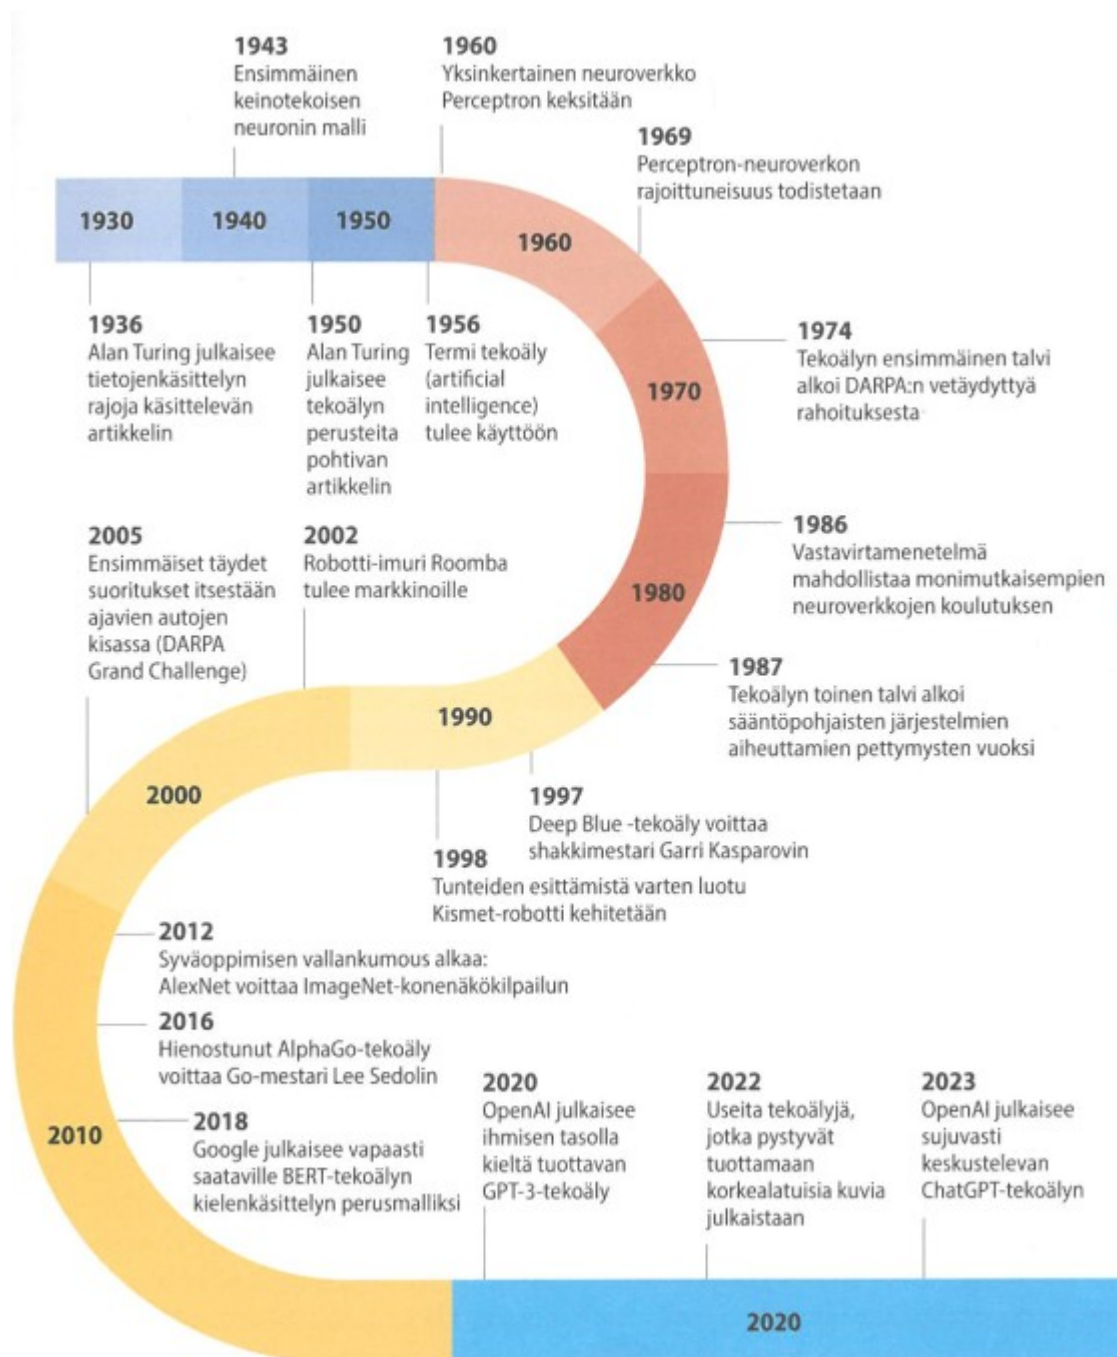 1943
Ensimmäinen
keinotekoisen
neuronin malli
1960
Yksinkertainen neuroverkko
Perceptron keksitään
1969
Perceptron-neuroverkon
rajoittuneisuus todistetaan
1930
1940
1950
1960
1936
Alan Turing julkaisee
tietojenkäsittelyn
rajoja käsittelevän
artikkelin
1950
Alan Turing
julkaisee
tekoälyn
perusteita
pohtivan
artikkelin
1956
Termi tekoäly
(artificial
intelligence)
tulee käyttöön
1970
1974
Tekoälyn ensimmäinen talvi
alkoi DARPA:n vetäydyttyä
rahoituksesta
1986
Vastavirtamenetelmä
mahdollistaa monimutkaisempien
neuroverkkojen koulutuksen
1980
1987
Tekoälyn toinen talvi alkoi
sääntöpohjaisten järjestelmien
aiheuttamien pettymysten vuoksi
2005
Ensimmäiset täydet
suoritukset itsestään
ajavien autojen
kisassa (DARPA
Grand Challenge)
2002
Robotti-imuri Roomba
tulee markkinoille
1990
2000
1997
Deep Blue -tekoäly voittaa
shakkimestari Garri Kasparovin
1998
Tunteiden esittämistä varten luotu
Kismet-robotti kehitetään
2012
Syväoppimisen vallankumous alkaa:
AlexNet voittaa ImageNet-konenäkökilpailun
2016
Hienostunut AlphaGo-tekoäly
voittaa Go-mestari Lee Sedolin
2010
2018
Google julkaisee vapaasti
saataville BERT-tekoälyn
kielenkäsittelyn perusmalliksi
2020
OpenAI julkaisee
ihmisen tasolla
kieltä tuottavan
GPT-3-tekoäly
2022
Useita tekoälyjä,
jotka pystyvät
tuottamaan
korkealatuisia kuvia
julkaistaan
2023
OpenAI julkaisee
sujuvasti
keskustelevan
ChatGPT-tekoälyn
2020